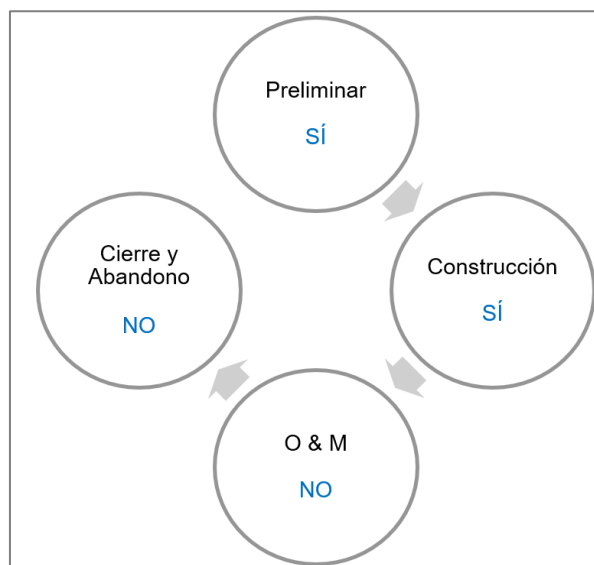 Preliminar
SÍ
Construcción
SÍ
O & M
NO
Cierre y
Abandono
NO